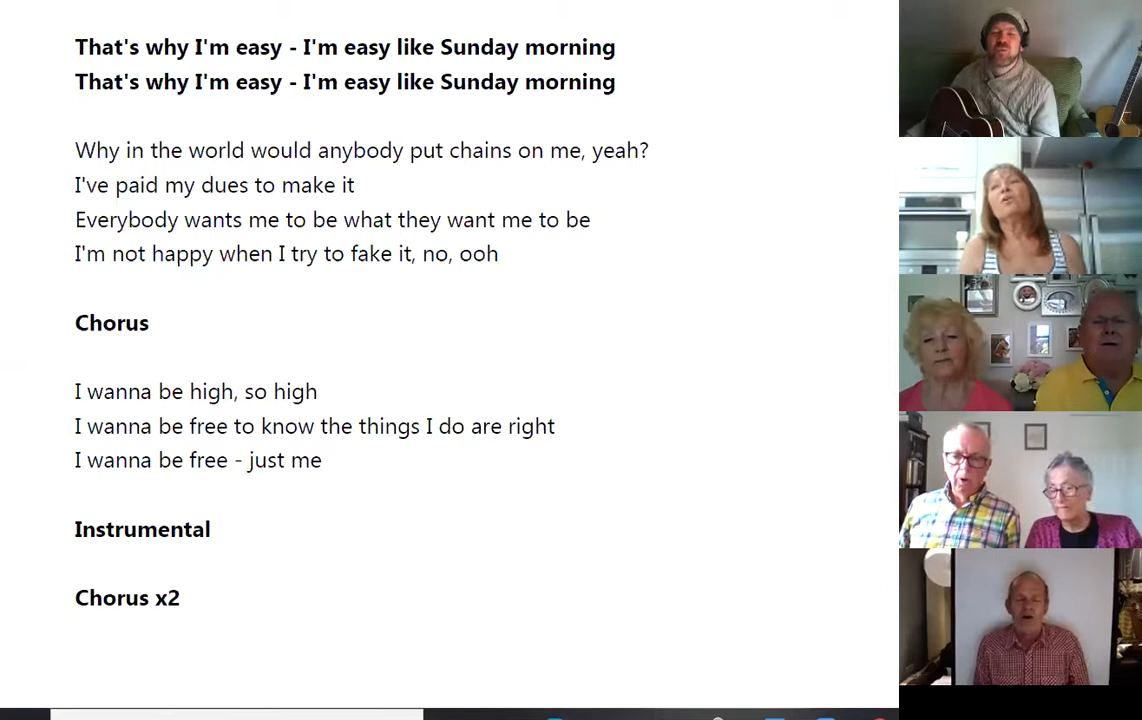 That's why I'm easy - I'm easy like Sunday morning
That's why I'm easy - I'm easy like Sunday morning
Why in the world would anybody put chains on me, yeah?
I've paid my dues to make it
Everybody wants me to be what they want me to be
I'm not happy when I try to fake it, no, ooh
Chorus
I wanna be high, so high
I wanna be free to know the things I do are right
I wanna be free - just me
Instrumental
Chorus x2